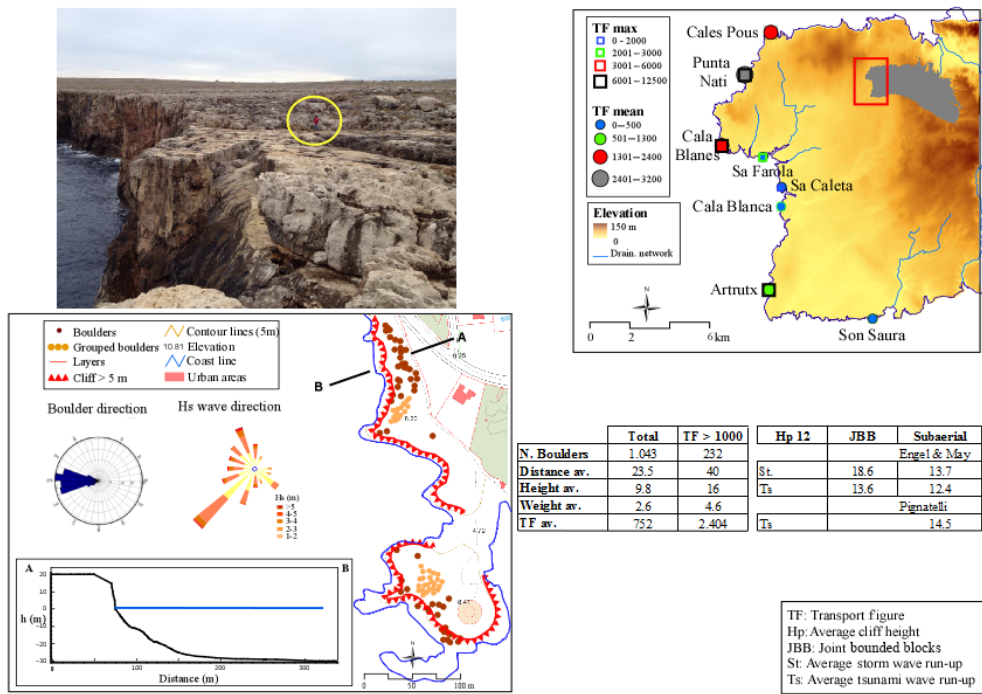 TF max
0 - 2000
2001–3000
3001–6000
6001–12500
TF mean
0–500
501–1300
1301–2400
2401–3200
Elevation
150 m
0
Drain. network
Cales Pous
Punta
Nati
Cala
Blanes
Sa Farola
Sa Caleta
Cala Blanca
Artrutx
Son Saura
N
0 2 4 6 km
Boulders
Grouped boulders
Layers
Cliff > 5 m
Contour lines (5m)
10.81 Elevation
Coast line
Urban areas
Boulder direction
Hs wave direction
Hs (m)
>5
4-5
3-4
2-3
1-2
A
B
4.72
N
0 50 100 m
A B
20
10
0
h (m)
-10
-20
-30
0 100 200 300
Distance (m)
Total TF > 1000
N. Boulders 1.043 232
Distance av. 23.5 40
Height av. 9.8 16
Weight av. 2.6 4.6
TF av. 752 2.404
Hp 12 JBB Subaerial
Engel & May
St. 18.6 13.7
Ts 13.6 12.4
Pignatelli
Ts 14.5
TF: Transport figure
Hp: Average cliff height
JBB: Joint bounded blocks
St: Average storm wave run-up
Ts: Average tsunami wave run-up